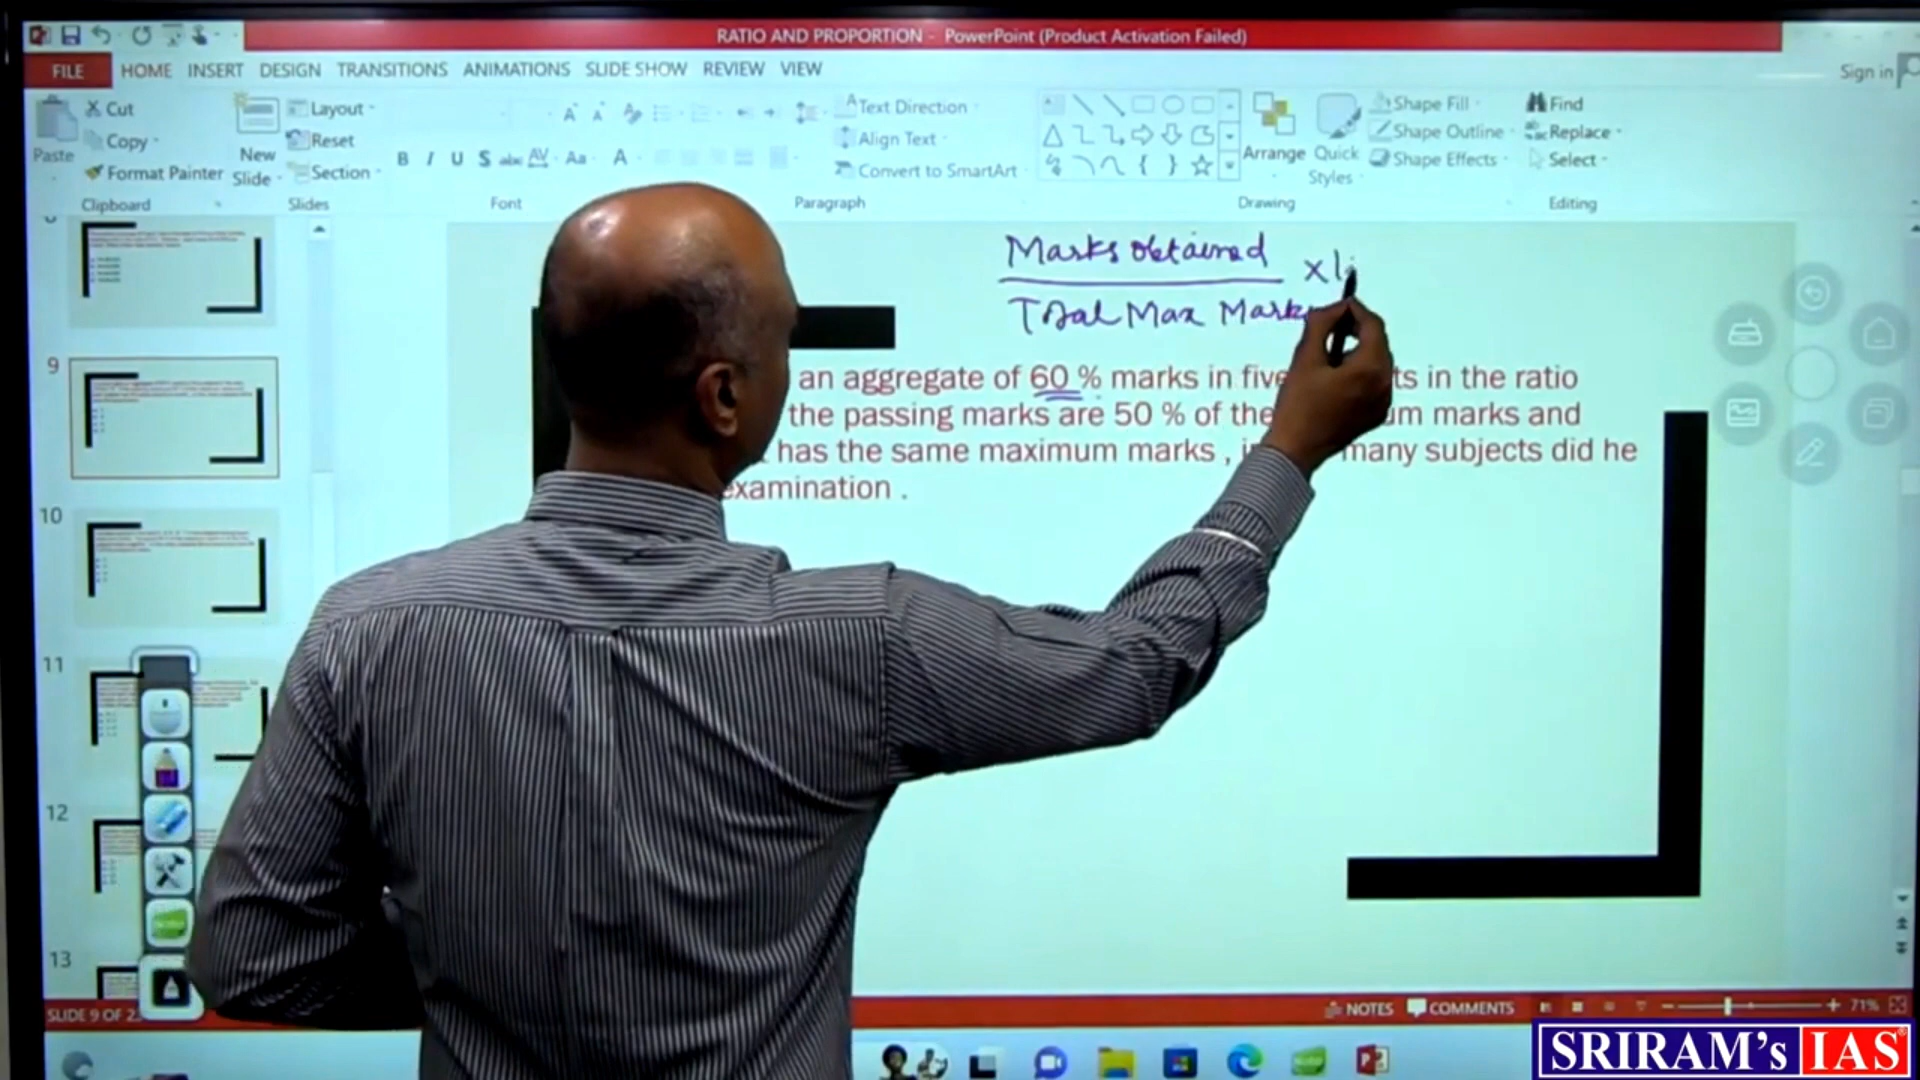 RATIO AND PROPORTION - PowerPoint (Product Activation Failed)
FILE HOME INSERT DESIGN TRANSITIONS ANIMATIONS SLIDE SHOW REVIEW VIEW
Sign in
Cut
Copy
Format Painter
Paste
Clipboard
New Slide
Layout
Reset
Section
Slides
Font
Text Direction
Align Text
Convert to SmartArt
Paragraph
Arrange
Quick Styles
Shape Fill
Shape Outline
Shape Effects
Drawing
Find
Replace
Select
Editing
Marks obtained
Total Max Marks
x1
an aggregate of 60 % marks in five ts in the ratio
the passing marks are 50 % of the um marks and
has the same maximum marks , many subjects did he
examination .
9
10
11
12
13
SLIDE 9 OF 2
NOTES COMMENTS 71%
SRIRAM's IAS